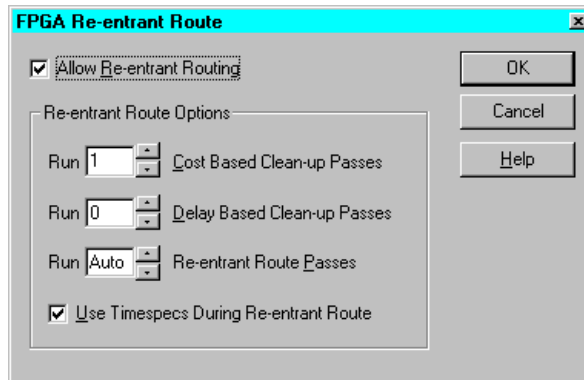 FPGA Re-entrant Route
Allow Re-entrant Routing
OK
Re-entrant Route Options
Cancel
Run 1 Cost Based Clean-up Passes
Help
Run 0 Delay Based Clean-up Passes
Run Auto Re-entrant Route Passes
Use Timespecs During Re-entrant Route